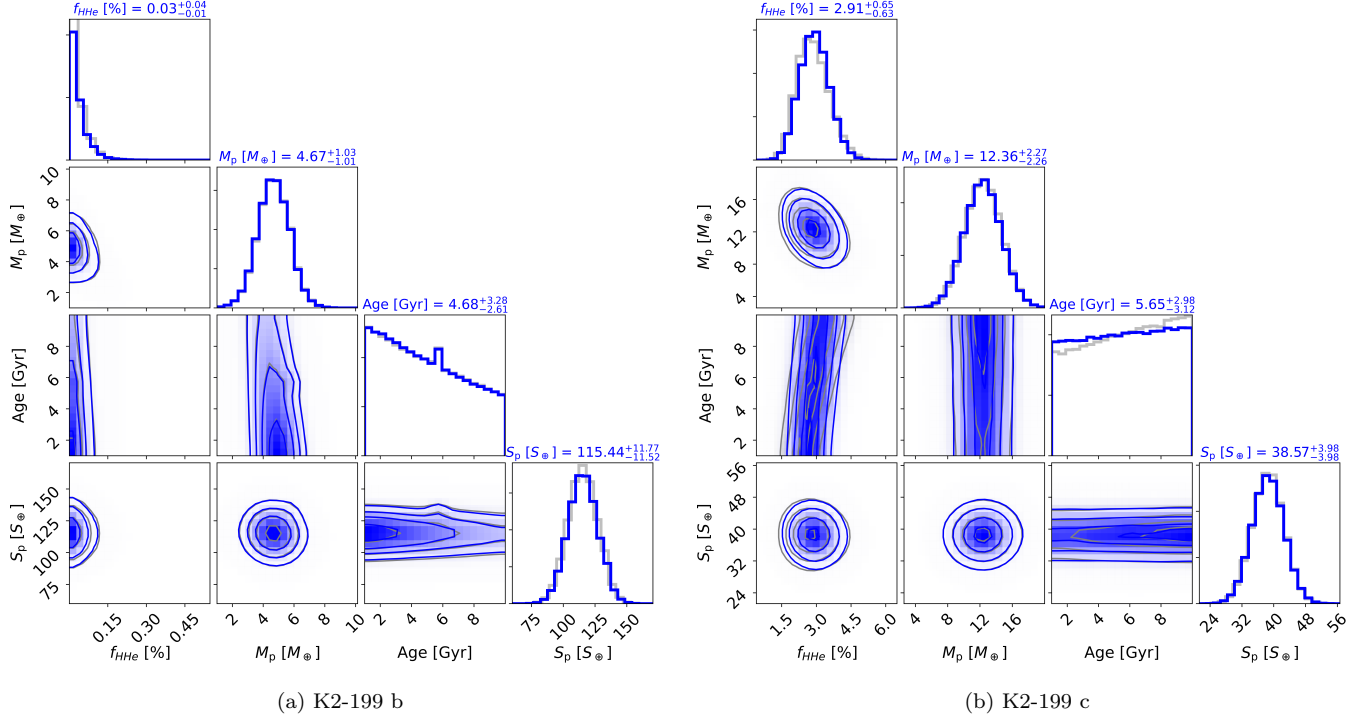 f_HHe [%] = 0.03 +0.04 −0.01
f_HHe [%] = 2.91 +0.65 −0.63
M_p [M_⊕] = 4.67 +1.03 −1.01
M_p [M_⊕] = 12.36 +2.27 −2.26
10
8
6
4
2
M_p [M_⊕]
16
12
8
4
M_p [M_⊕]
Age [Gyr] = 4.68 +3.28 −2.61
Age [Gyr] = 5.65 +2.98 −3.12
8
6
4
2
Age [Gyr]
8
6
4
2
Age [Gyr]
S_p [S_⊕] = 115.44 +11.77 −11.52
S_p [S_⊕] = 38.57 +3.98 −3.98
150
125
100
75
S_p [S_⊕]
56
48
40
32
24
S_p [S_⊕]
0.15 0.30 0.45 2 4 6 8 10 2 4 6 8 75 100 125 150
1.5 3.0 4.5 6.0 4 8 12 16 2 4 6 8 24 32 40 48 56
f_HHe [%] M_p [M_⊕] Age [Gyr] S_p [S_⊕]
f_HHe [%] M_p [M_⊕] Age [Gyr] S_p [S_⊕]
(a) K2-199 b
(b) K2-199 c